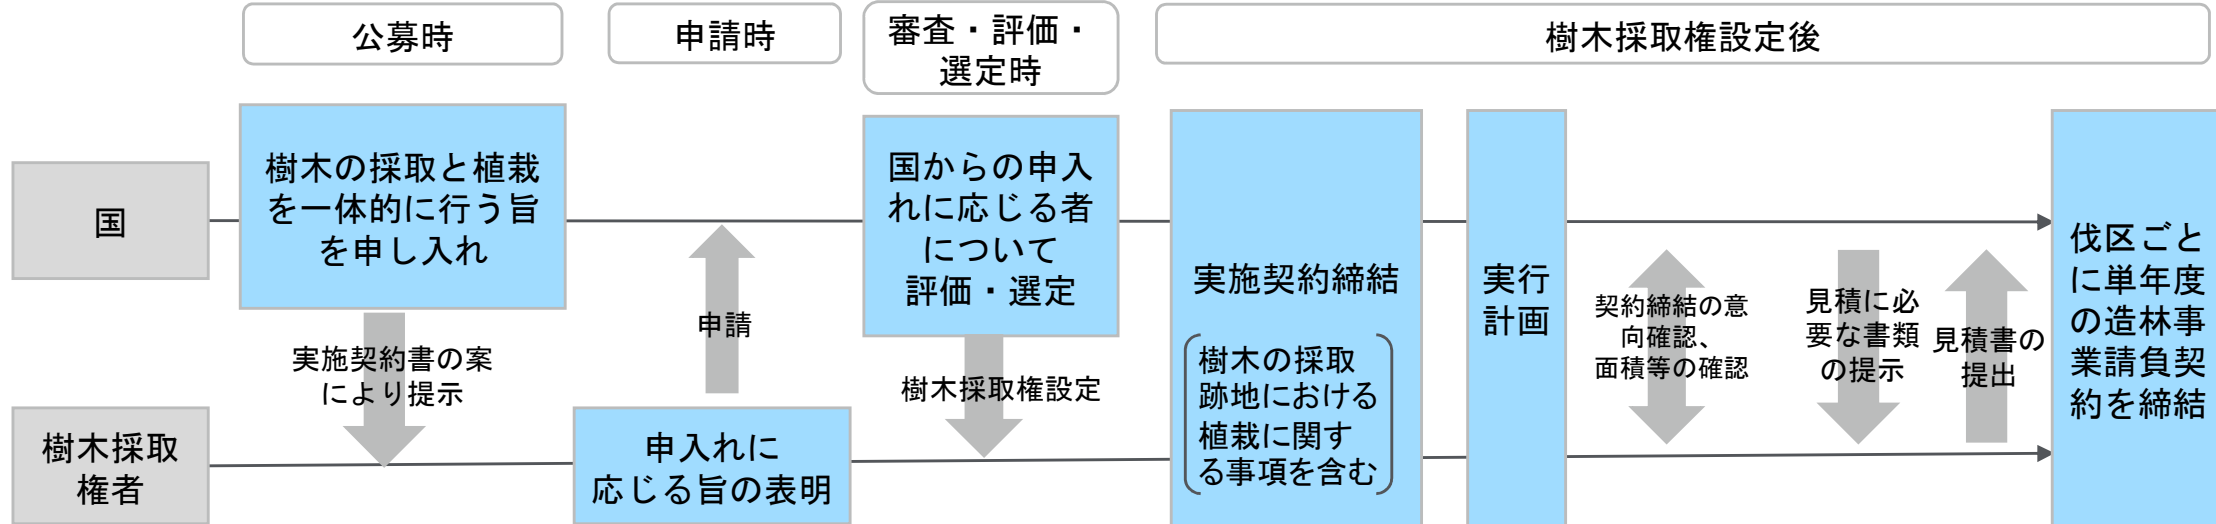 公募時
申請時
審査・評価・
選定時
樹木採取権設定後
国
樹木の採取と植栽
を一体的に行う旨
を申し入れ
国からの申入
れに応じる者
について
評価・選定
実施契約締結
樹木の採取
跡地における
植栽に関す
る事項を含む
実行
計画
伐区ごと
に単年度
の造林事
業請負契
約を締結
実施契約書の案
により提示
申請
樹木採取権設定
契約締結の意
向確認、
面積等の確認
見積に必
要な書類
の提示
見積書の
提出
樹木採取
権者
申入れに
応じる旨の表明